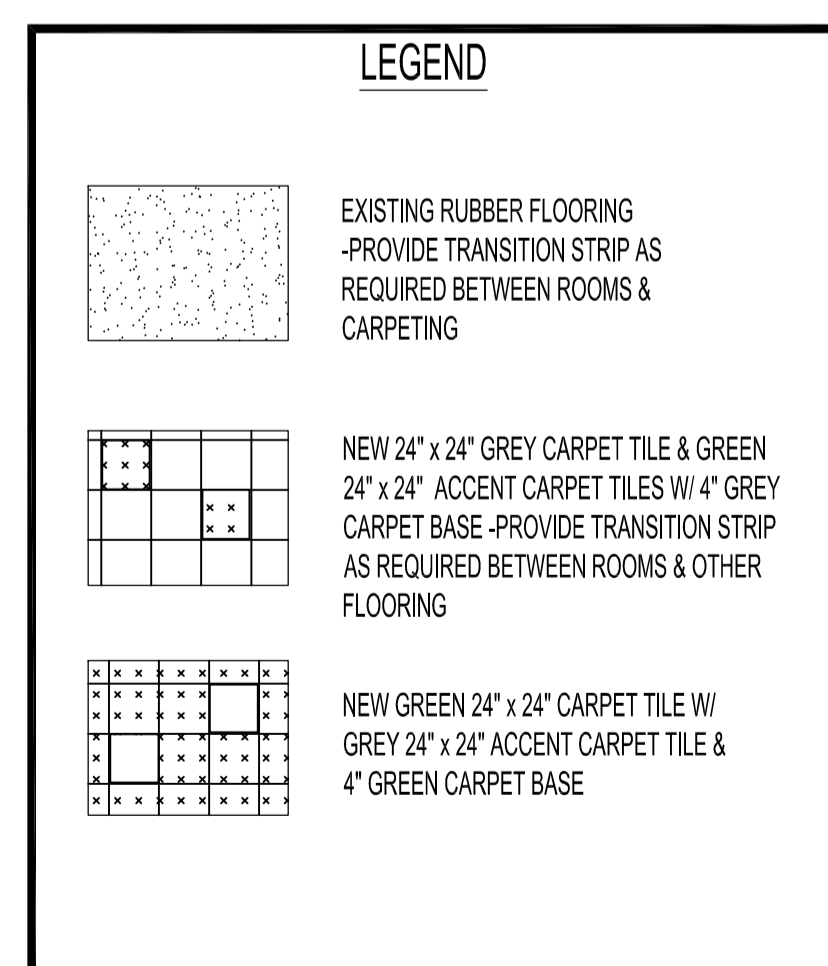 LEGEND
EXISTING RUBBER FLOORING
-PROVIDE TRANSITION STRIP AS
REQUIRED BETWEEN ROOMS &
CARPETING
NEW 24" x 24" GREY CARPET TILE & GREEN
24" x 24" ACCENT CARPET TILES W/ 4" GREY
CARPET BASE -PROVIDE TRANSITION STRIP
AS REQUIRED BETWEEN ROOMS & OTHER
FLOORING
NEW GREEN 24" x 24" CARPET TILE W/
GREY 24" x 24" ACCENT CARPET TILE &
4" GREEN CARPET BASE